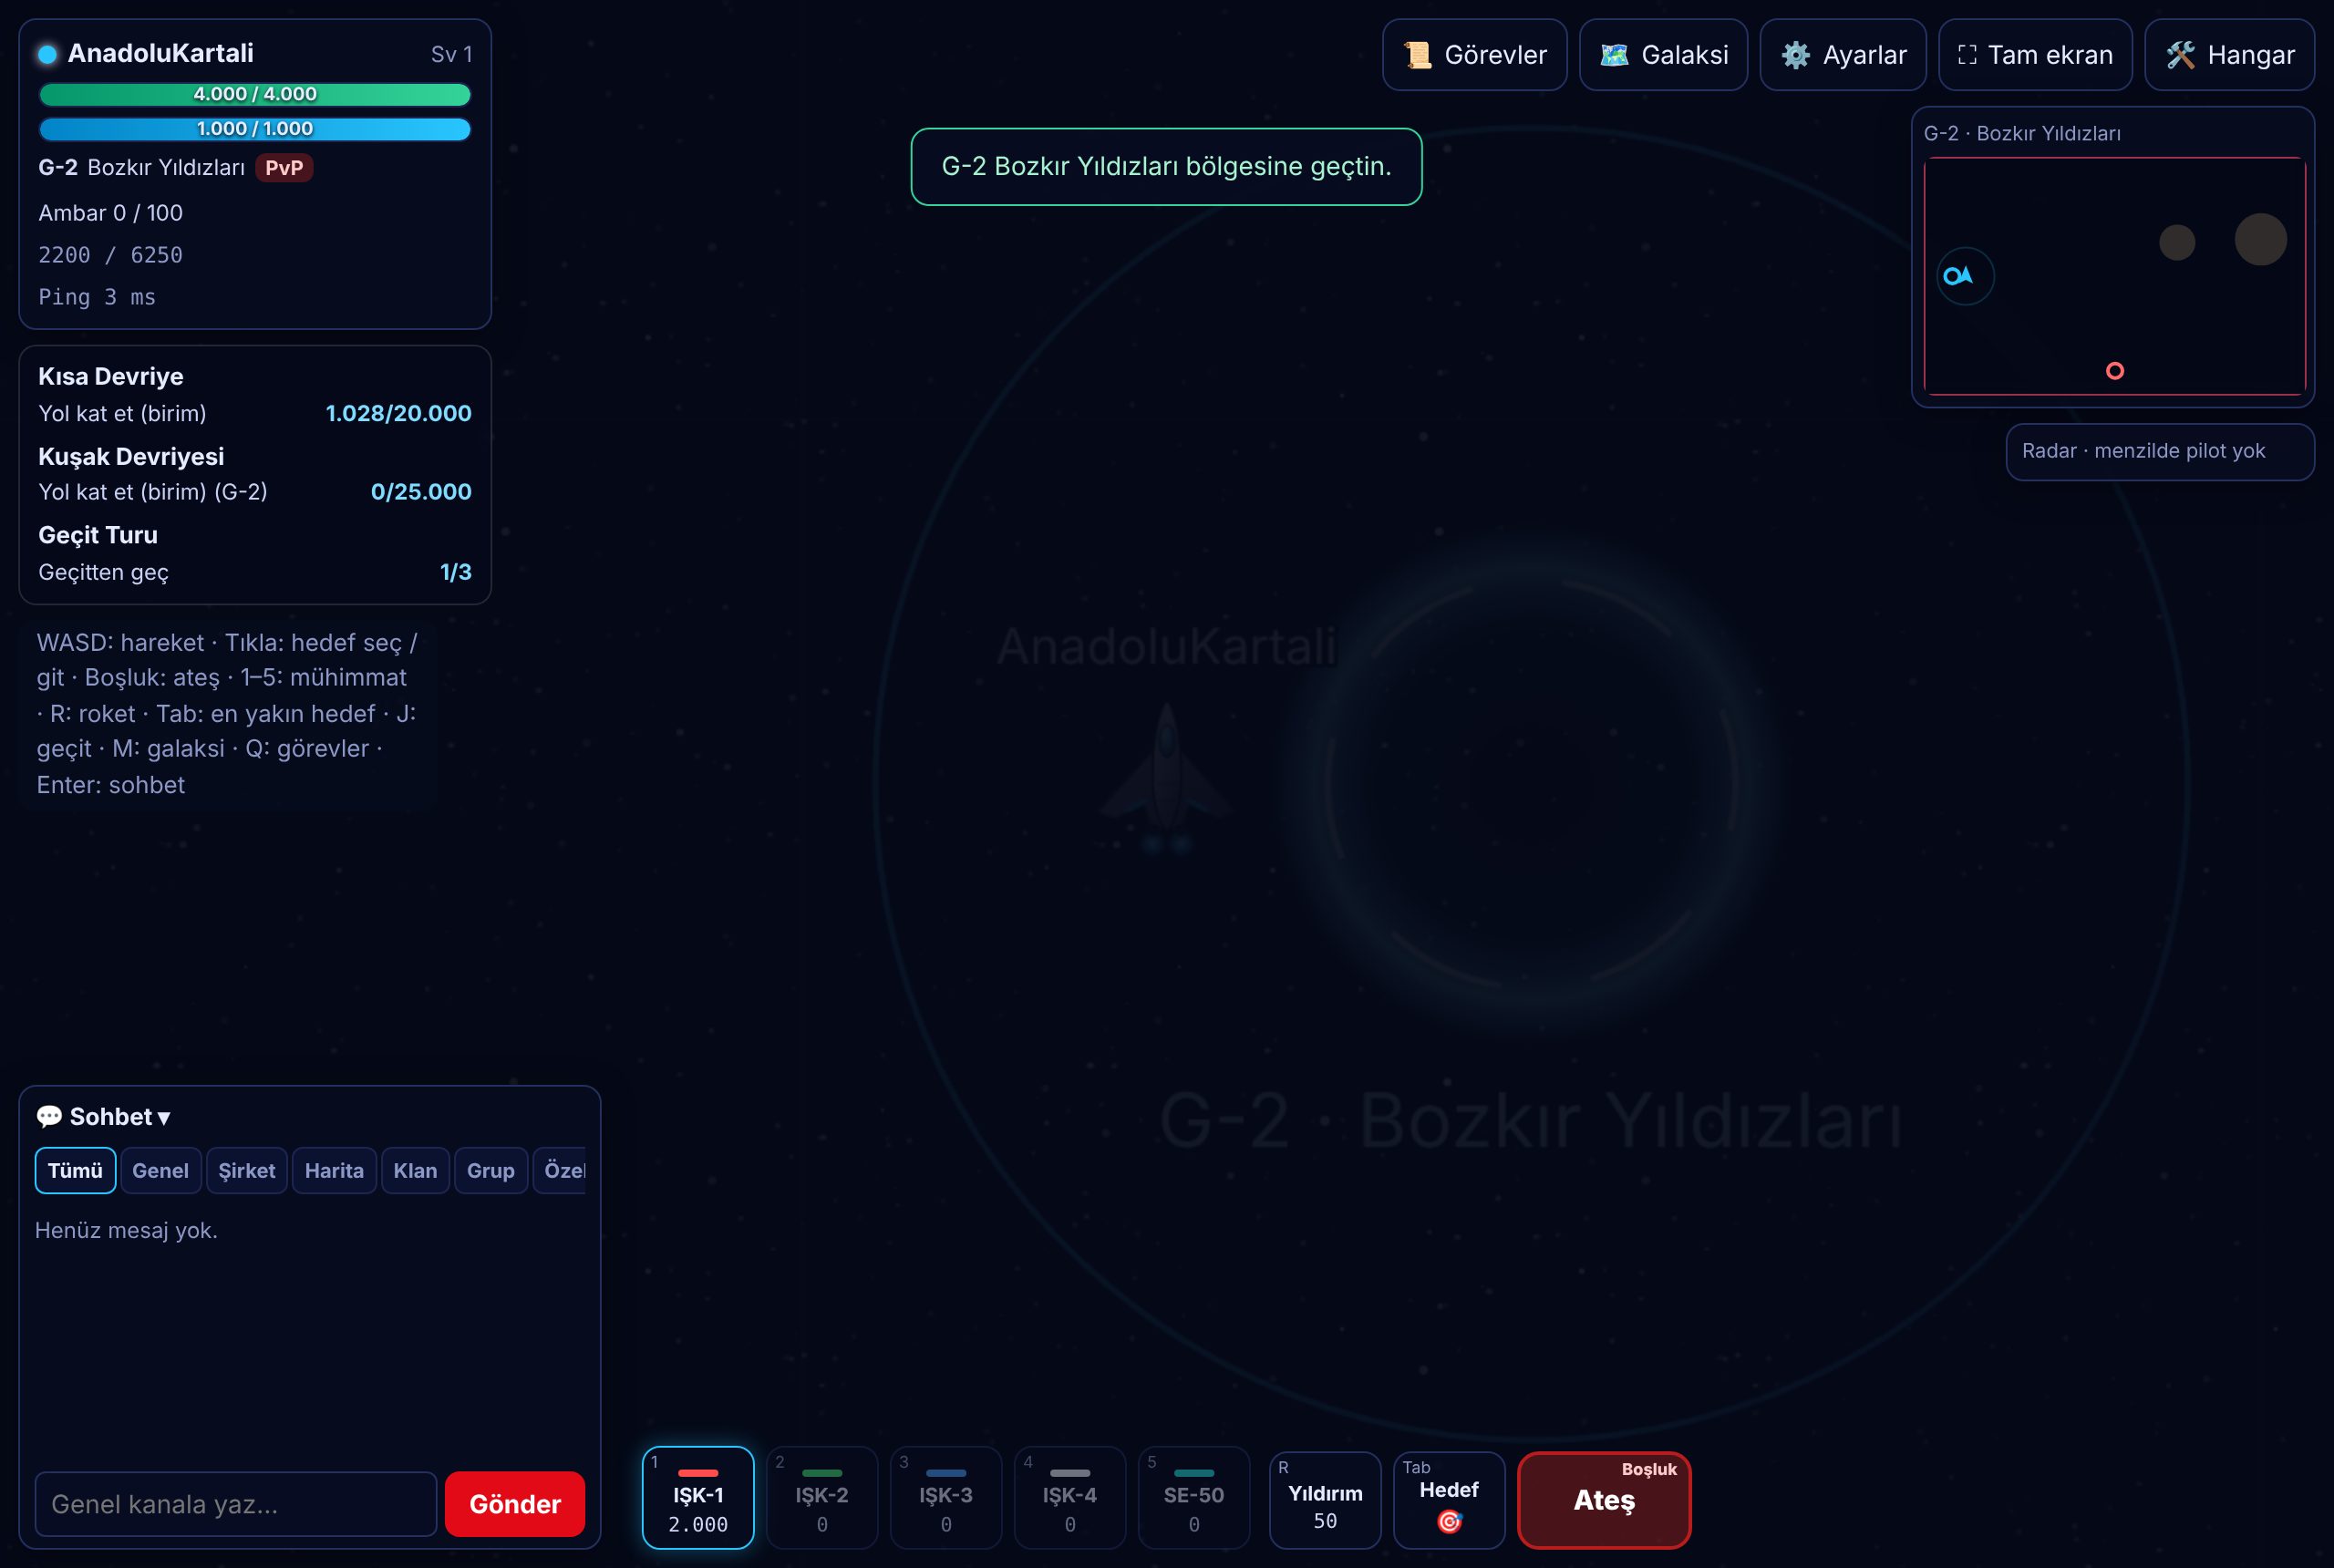 AnadoluKartali Sv 1
4.000 / 4.000
1.000 / 1.000
G-2 Bozkır Yıldızları PvP
Ambar 0 / 100
2200 / 6250
Ping 3 ms
Kısa Devriye
Yol kat et (birim) 1.028/20.000
Kuşak Devriyesi
Yol kat et (birim) (G-2) 0/25.000
Geçit Turu
Geçitten geç 1/3
WASD: hareket · Tıkla: hedef seç /
git · Boşluk: ateş · 1–5: mühimmat
· R: roket · Tab: en yakın hedef · J:
geçit · M: galaksi · Q: görevler ·
Enter: sohbet
Görevler Galaksi Ayarlar Tam ekran Hangar
G-2 Bozkır Yıldızları bölgesine geçtin.
G-2 · Bozkır Yıldızları
Radar · menzilde pilot yok
AnadoluKartali
G-2 · Bozkır Yıldızları
Sohbet ▾
Tümü Genel Şirket Harita Klan Grup Özel
Henüz mesaj yok.
Genel kanala yaz... Gönder
1 IŞK-1 2.000
2 IŞK-2 0
3 IŞK-3 0
4 IŞK-4 0
5 SE-50 0
R Yıldırım 50
Tab Hedef
Boşluk Ateş